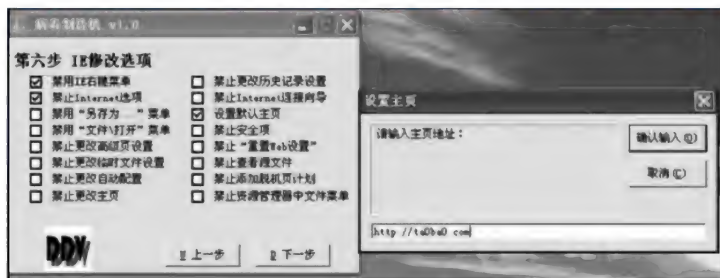 病毒制造机 v1.0
第六步 IE修改选项
禁用IE右键菜单
禁止Internet选项
禁用“另存为...”菜单
禁用“文件\打开”菜单
禁止更改高级页设置
禁止更改临时文件设置
禁止更改自动配置
禁止更改主页
禁止更改历史记录设置
禁止Internet连接向导
设置默认主页
禁止安全项
禁止“重置Web设置”
禁止查看源文件
禁止添加脱机页计划
禁止资源管理器中文件菜单
上一步
下一步
设置主页
请输入主页地址：
确认输入(O)
取消(C)
http //ta0ba0 com